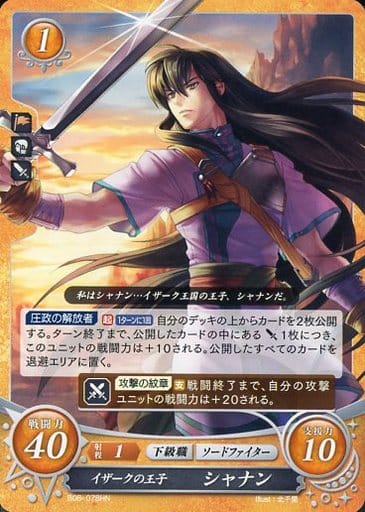 1
私はシャナン…イザーク王国の王子、シャナンだ。
圧政の解放者 起 1ターンに1回 自分のデッキの上からカードを2枚公開
する。ターン終了まで、公開したカードの中にある 1枚につき、
このユニットの戦闘力は+10される。公開したすべてのカードを
退避エリアに置く。
攻撃の紋章 支 戦闘終了まで、自分の攻撃
ユニットの戦闘力は+20される。
戦闘力 40
射程 1 下級職 ソードファイター
支援力 10
イザークの王子 シャナン
B06-078HN
Illust:北千里